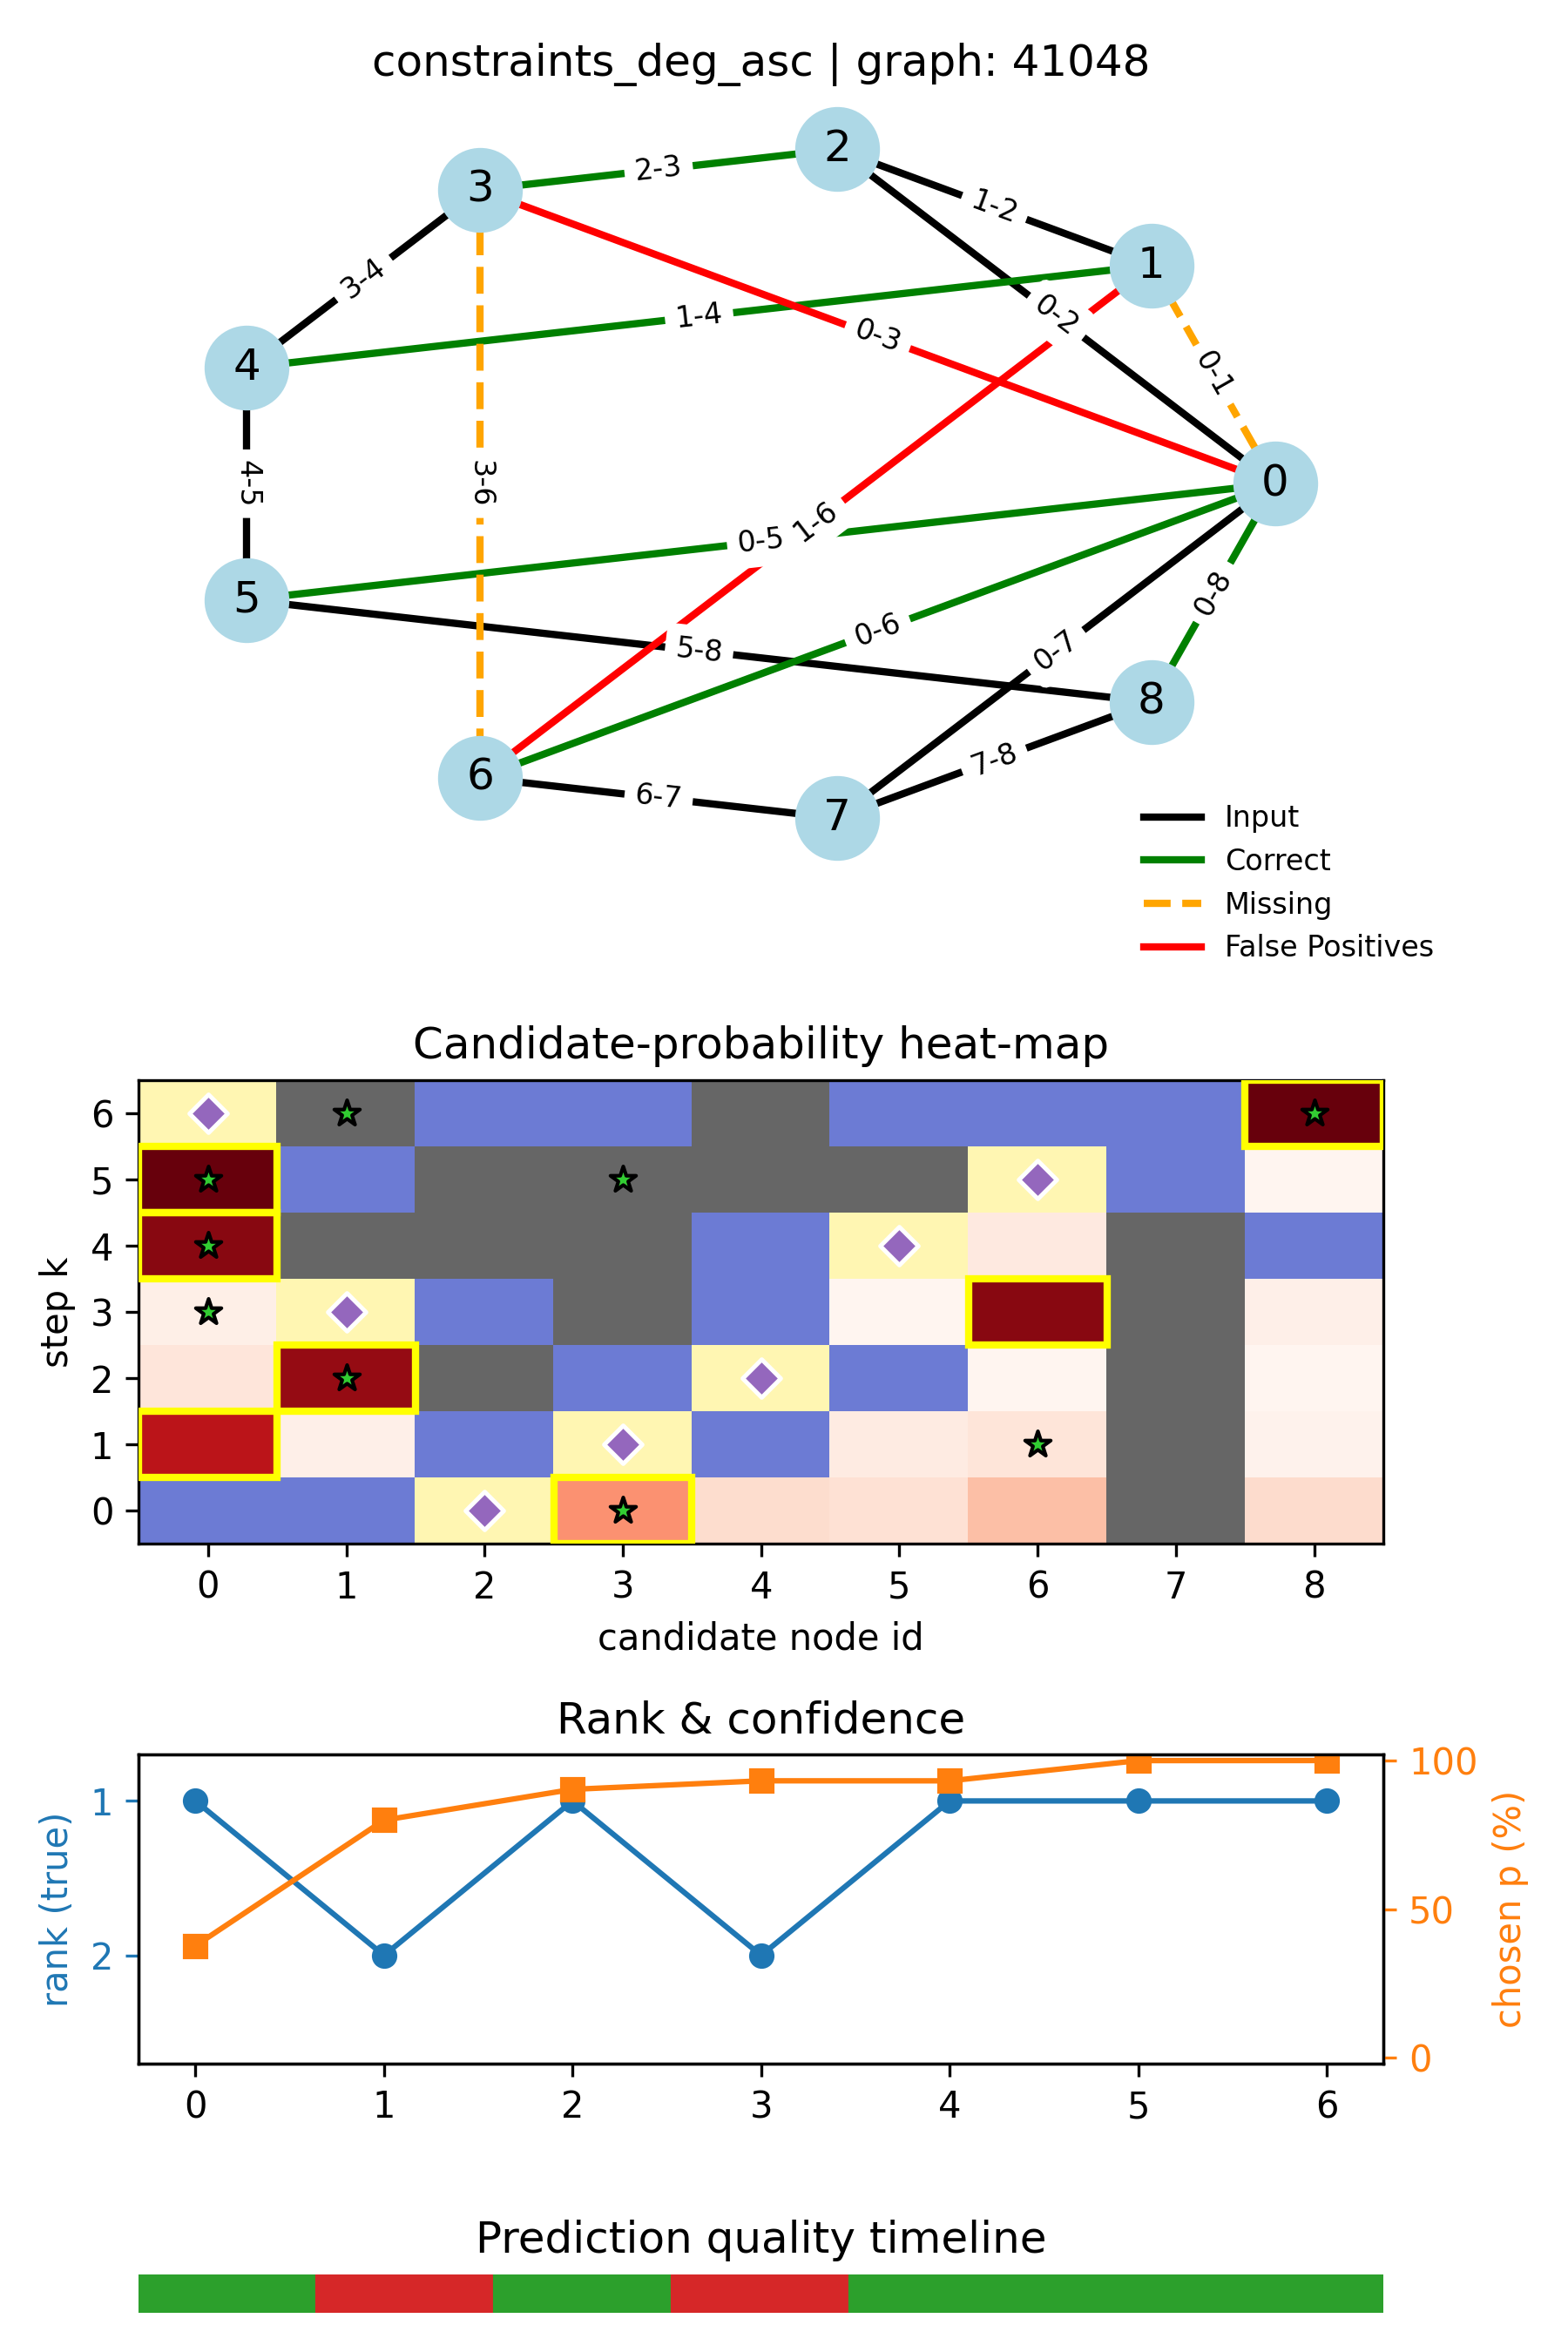 constraints_deg_asc | graph: 41048
2
3
2-3
1-2
1
3-4
0-2
1-4
0-3
4
0-1
4-5
3-6
0
0-5
1-6
5
0-8
0-6
5-8
0-7
8
7-8
6
6-7
7
Input
Correct
Missing
False Positives
Candidate-probability heat-map
step k
6
5
4
3
2
1
0
0 1 2 3 4 5 6 7 8
candidate node id
Rank & confidence
rank (true)
1
2
100
50
0
chosen p (%)
0 1 2 3 4 5 6
Prediction quality timeline